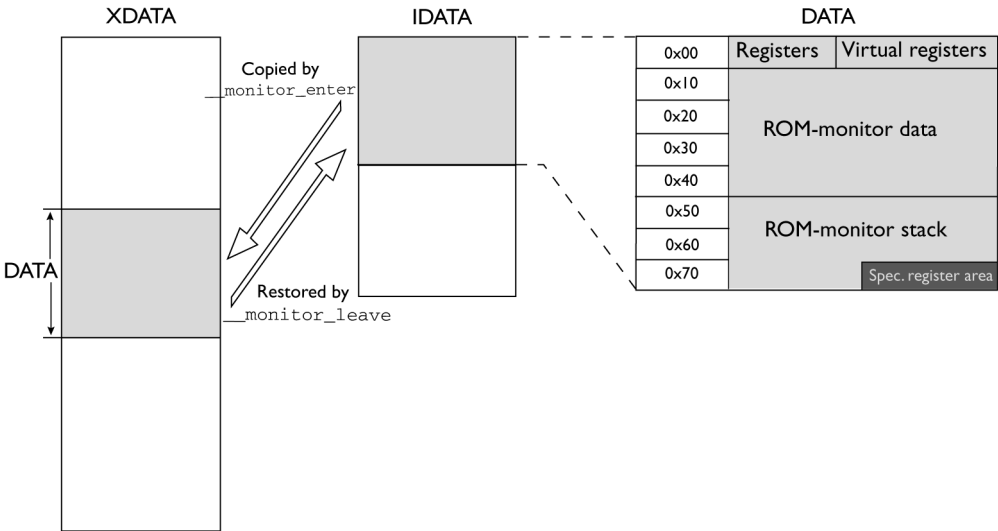 XDATA
IDATA
DATA
Copied by
__monitor_enter
0x00
Registers
Virtual registers
0x10
0x20
ROM-monitor data
0x30
0x40
0x50
ROM-monitor stack
0x60
0x70
Spec. register area
DATA
Restored by
__monitor_leave